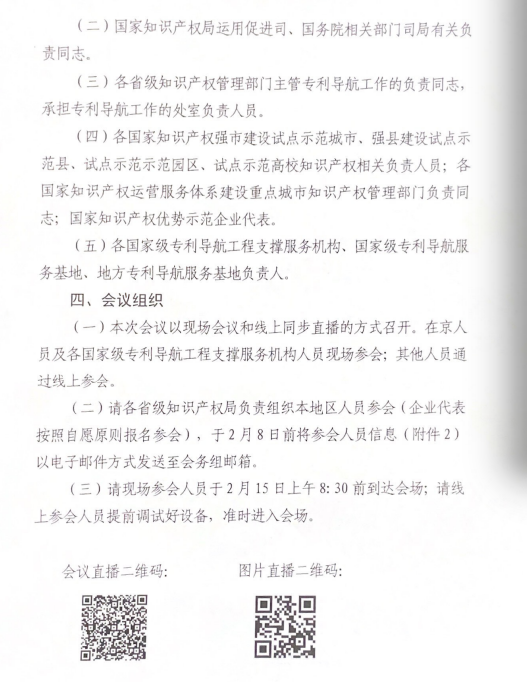 （二）国家知识产权局运用促进司、国务院相关部门司局有关负
责同志。
（三）各省级知识产权管理部门主管专利导航工作的负责同志，
承担专利导航工作的处室负责人员。
（四）各国家知识产权强市建设试点示范城市、强县建设试点示
范县、试点示范示范园区、试点示范高校知识产权相关负责人员；各
国家知识产权运营服务体系建设重点城市知识产权管理部门负责同
志；国家知识产权优势示范企业代表。
（五）各国家级专利导航工程支撑服务机构、国家级专利导航服
务基地、地方专利导航服务基地负责人。
四、会议组织
（一）本次会议以现场会议和线上同步直播的方式召开。在京人
员及各国家级专利导航工程支撑服务机构人员现场参会；其他人员通
过线上参会。
（二）请各省级知识产权局负责组织本地区人员参会（企业代表
按照自愿原则报名参会），于2月8日前将参会人员信息（附件2）
以电子邮件方式发送至会务组邮箱。
（三）请现场参会人员于2月15日上午8:30前到达会场；请线
上参会人员提前调试好设备，准时进入会场。
会议直播二维码： 图片直播二维码：